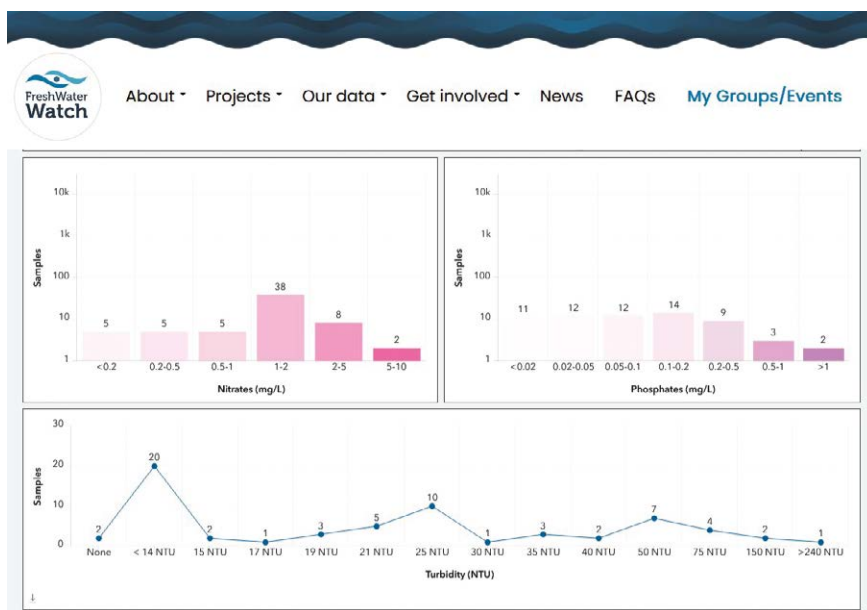 FreshWater
Watch
About Projects Our data Get involved News FAQs My Groups/Events
10k
1k
100
10
1
Samples
5 5 5 38 8 2
<0.2 0.2-0.5 0.5-1 1-2 2-5 5-10
Nitrates (mg/L)
10k
1k
100
10
1
Samples
11 12 12 14 9 3 2
<0.02 0.02-0.05 0.05-0.1 0.1-0.2 0.2-0.5 0.5-1 >1
Phosphates (mg/L)
30
20
10
0
Samples
2 20 2 1 3 5 10 1 3 2 7 4 2 1
None < 14 NTU 15 NTU 17 NTU 19 NTU 21 NTU 25 NTU 30 NTU 35 NTU 40 NTU 50 NTU 75 NTU 150 NTU >240 NTU
Turbidity (NTU)